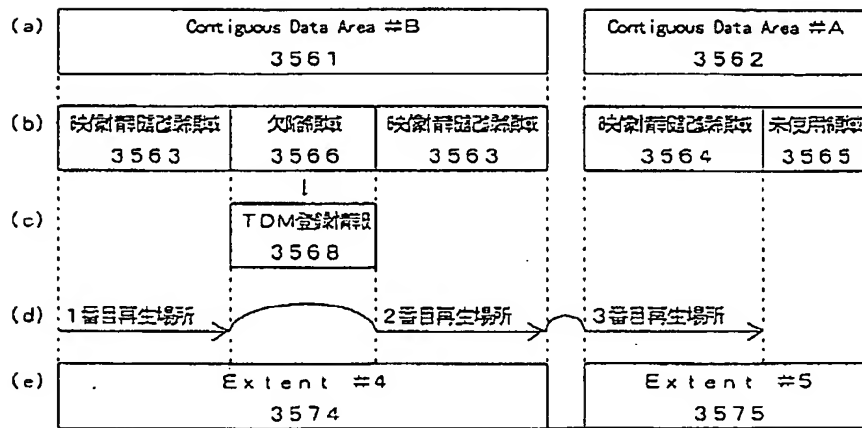 (a) Contiguous Data Area #B Contiguous Data Area #A
3561 3562
(b) 映像情報記録領域 欠陥領域 映像情報記録領域 映像情報記録領域 未使用領域
3563 3566 3563 3564 3565
(c) TDM登録情報
3568
(d) 1番目再生場所 2番目再生場所 3番目再生場所
(e) Extent #4 Extent #5
3574 3575